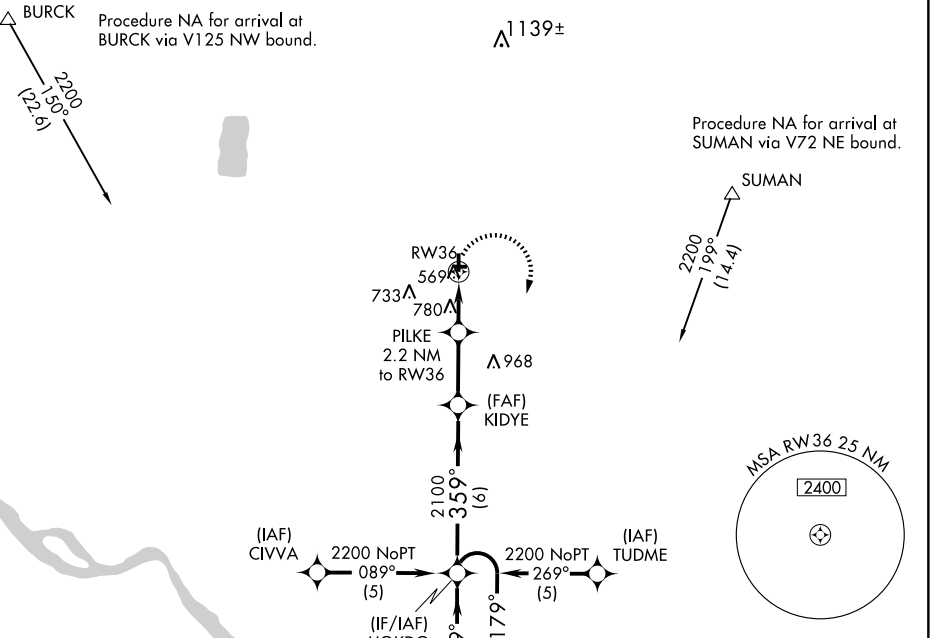 BURCK
Procedure NA for arrival at
BURCK via V125 NW bound.
1139±
2200
150°
(22.6)
Procedure NA for arrival at
SUMAN via V72 NE bound.
SUMAN
2200
199°
(14.4)
RW36
569
733
780
PILKE
2.2 NM
to RW36
968
(FAF)
KIDYE
MSA RW36 25 NM
2400
2100
359°
(6)
(IAF)
CIVVA
2200 NoPT
089°
(5)
2200 NoPT
269°
(5)
(IAF)
TUDME
(IF/IAF)
179°